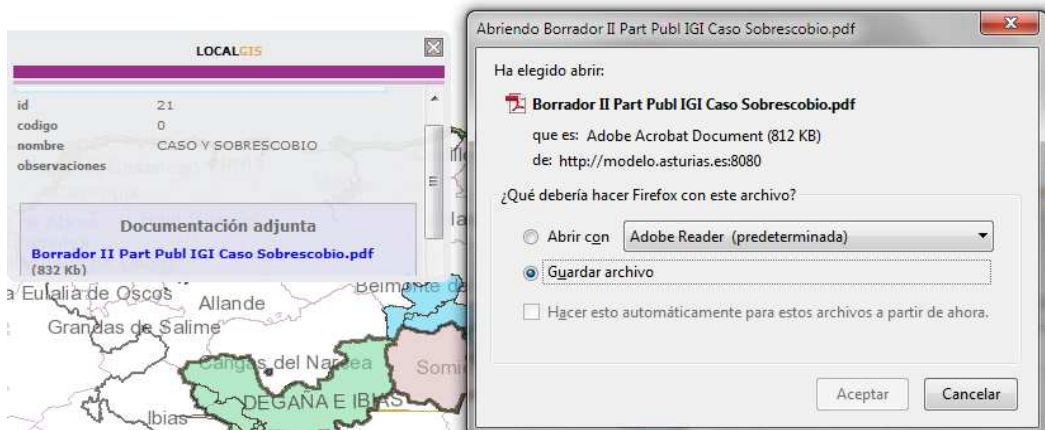 LOCALGIS
id 21
codigo 0
nombre CASO Y SOBRESCOBIO
observaciones
Documentación adjunta
Borrador II Part Publ IGI Caso Sobrescobio.pdf
(832 Kb)
a Eulalia de Oscos
Allande
Belmonte de
Grandas de Salime
Cangas del Narcea
Somi
DEGAÑA E IBIAS
Ibias
Abriendo Borrador II Part Publ IGI Caso Sobrescobio.pdf
Ha elegido abrir:
Borrador II Part Publ IGI Caso Sobrescobio.pdf
que es: Adobe Acrobat Document (812 KB)
de: http://modelo.asturias.es:8080
¿Qué debería hacer Firefox con este archivo?
Abrir con Adobe Reader (predeterminada)
Guardar archivo
Hacer esto automáticamente para estos archivos a partir de ahora.
Aceptar Cancelar